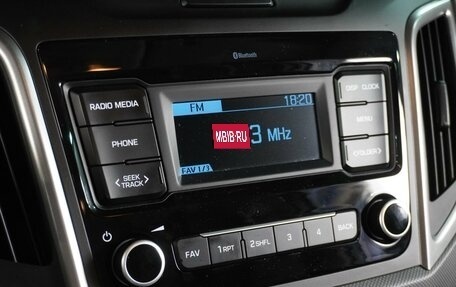 Bluetooth
RADIO MEDIA
PHONE
SEEK
TRACK
FM 18:20
MBIB.RU
3 MHz
FAV 1/3
DISP CLOCK
MENU
<FOLDER>
FAV 1 RPT 2 SHFL 3 4 BACK